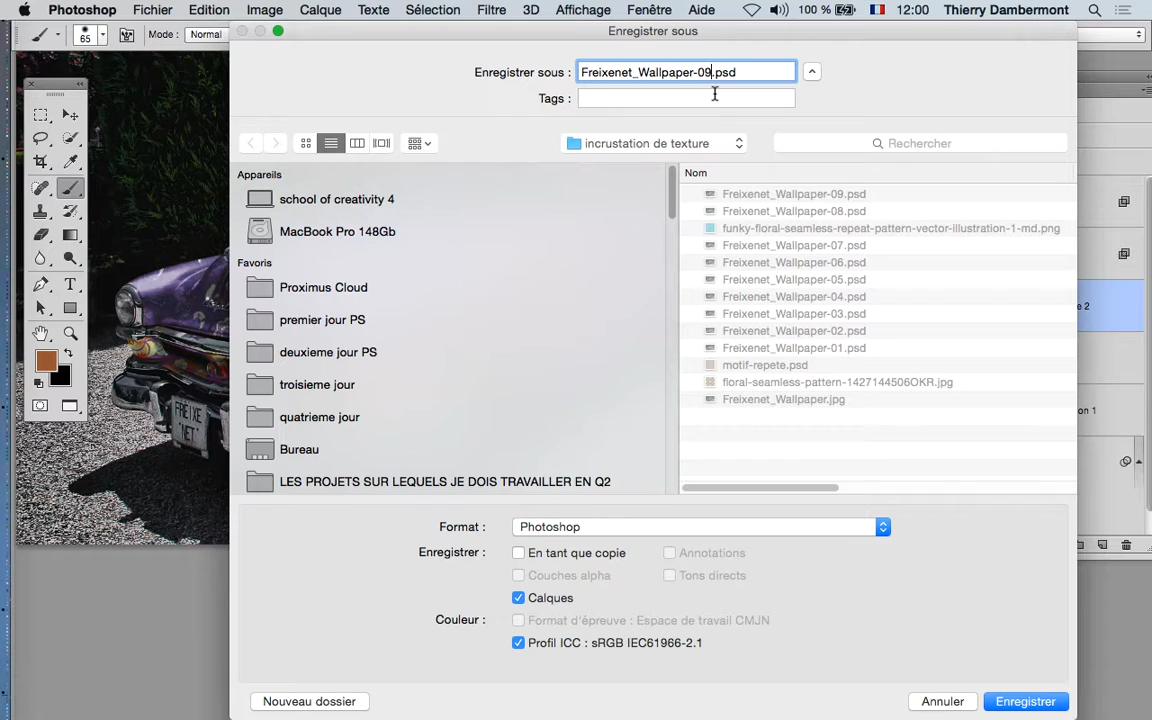 Photoshop Fichier Edition Image Calque Texte Sélection Filtre 3D Affichage Fenêtre Aide 100 % 12:00 Thierry Dambermont
65 Mode : Normal
Enregistrer sous
Enregistrer sous : Freixenet_Wallpaper-09.psd
Tags :
incrustation de texture
Rechercher
Appareils
school of creativity 4
MacBook Pro 148Gb
Favoris
Proximus Cloud
premier jour PS
deuxieme jour PS
troisieme jour
quatrieme jour
Bureau
LES PROJETS SUR LEQUELS JE DOIS TRAVAILLER EN Q2
Nom
Freixenet_Wallpaper-09.psd
Freixenet_Wallpaper-08.psd
funky-floral-seamless-repeat-pattern-vector-illustration-1-md.png
Freixenet_Wallpaper-07.psd
Freixenet_Wallpaper-06.psd
Freixenet_Wallpaper-05.psd
Freixenet_Wallpaper-04.psd
Freixenet_Wallpaper-03.psd
Freixenet_Wallpaper-02.psd
Freixenet_Wallpaper-01.psd
motif-repete.psd
floral-seamless-pattern-1427144506OKR.jpg
Freixenet_Wallpaper.jpg
FREIXE
"NET"
e 2
on 1
Format : Photoshop
Enregistrer : En tant que copie Annotations
Couches alpha Tons directs
Calques
Couleur : Format d'épreuve : Espace de travail CMJN
Profil ICC : sRGB IEC61966-2.1
Nouveau dossier Annuler Enregistrer